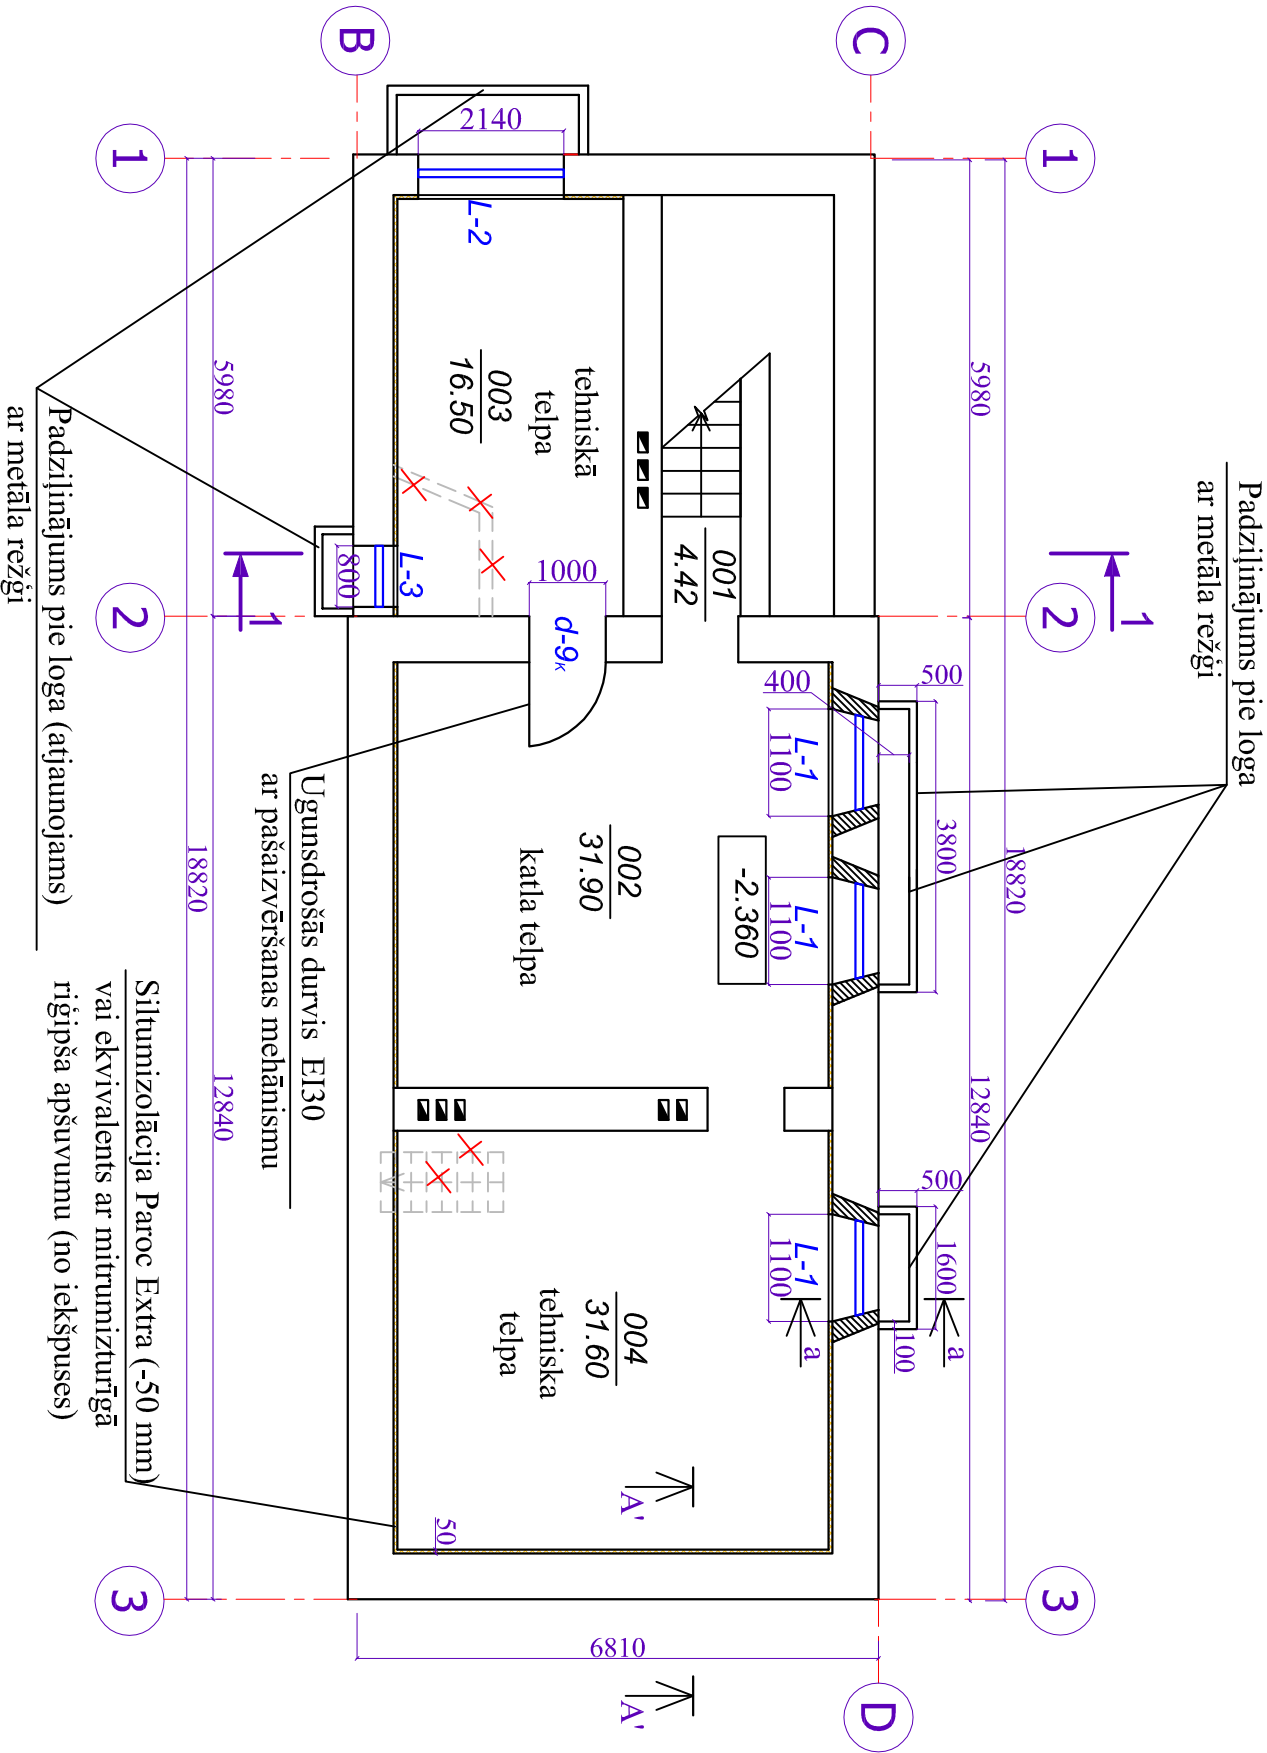 Padziļinājums pie loga
ar metāla režģi
1
2
3
18820
5980
12840
1
C
D
500
3800
500
1600
100
a
a
400
L-1
1100
L-1
1100
L-1
1100
-2.360
001
4.42
002
31.90
katla telpa
004
31.60
tehniska
telpa
tehniskā
telpa
003
16.50
2140
L-2
L-3
800
1000
d-9к
50
A'
A'
6810
B
1
2
3
1
5980
12840
18820
Ugunsdrošās durvis EI30
ar pašaizvēršanas mehānismu
Padziļinājums pie loga (atjaunojams)
ar metāla režģi
Siltumizolācija Paroc Extra (-50 mm)
vai ekvivalents ar mitrumizturīgā
riģipša apšuvumu (no iekšpuses)